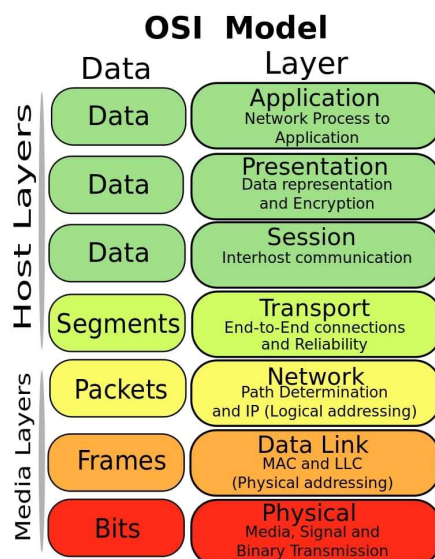 OSI Model
Data
Layer
Host Layers
Data
Application
Network Process to
Application
Data
Presentation
Data representation
and Encryption
Data
Session
Interhost communication
Segments
Transport
End-to-End connections
and Reliability
Media Layers
Packets
Network
Path Determination
and IP (Logical addressing)
Frames
Data Link
MAC and LLC
(Physical addressing)
Bits
Physical
Media, Signal and
Binary Transmission